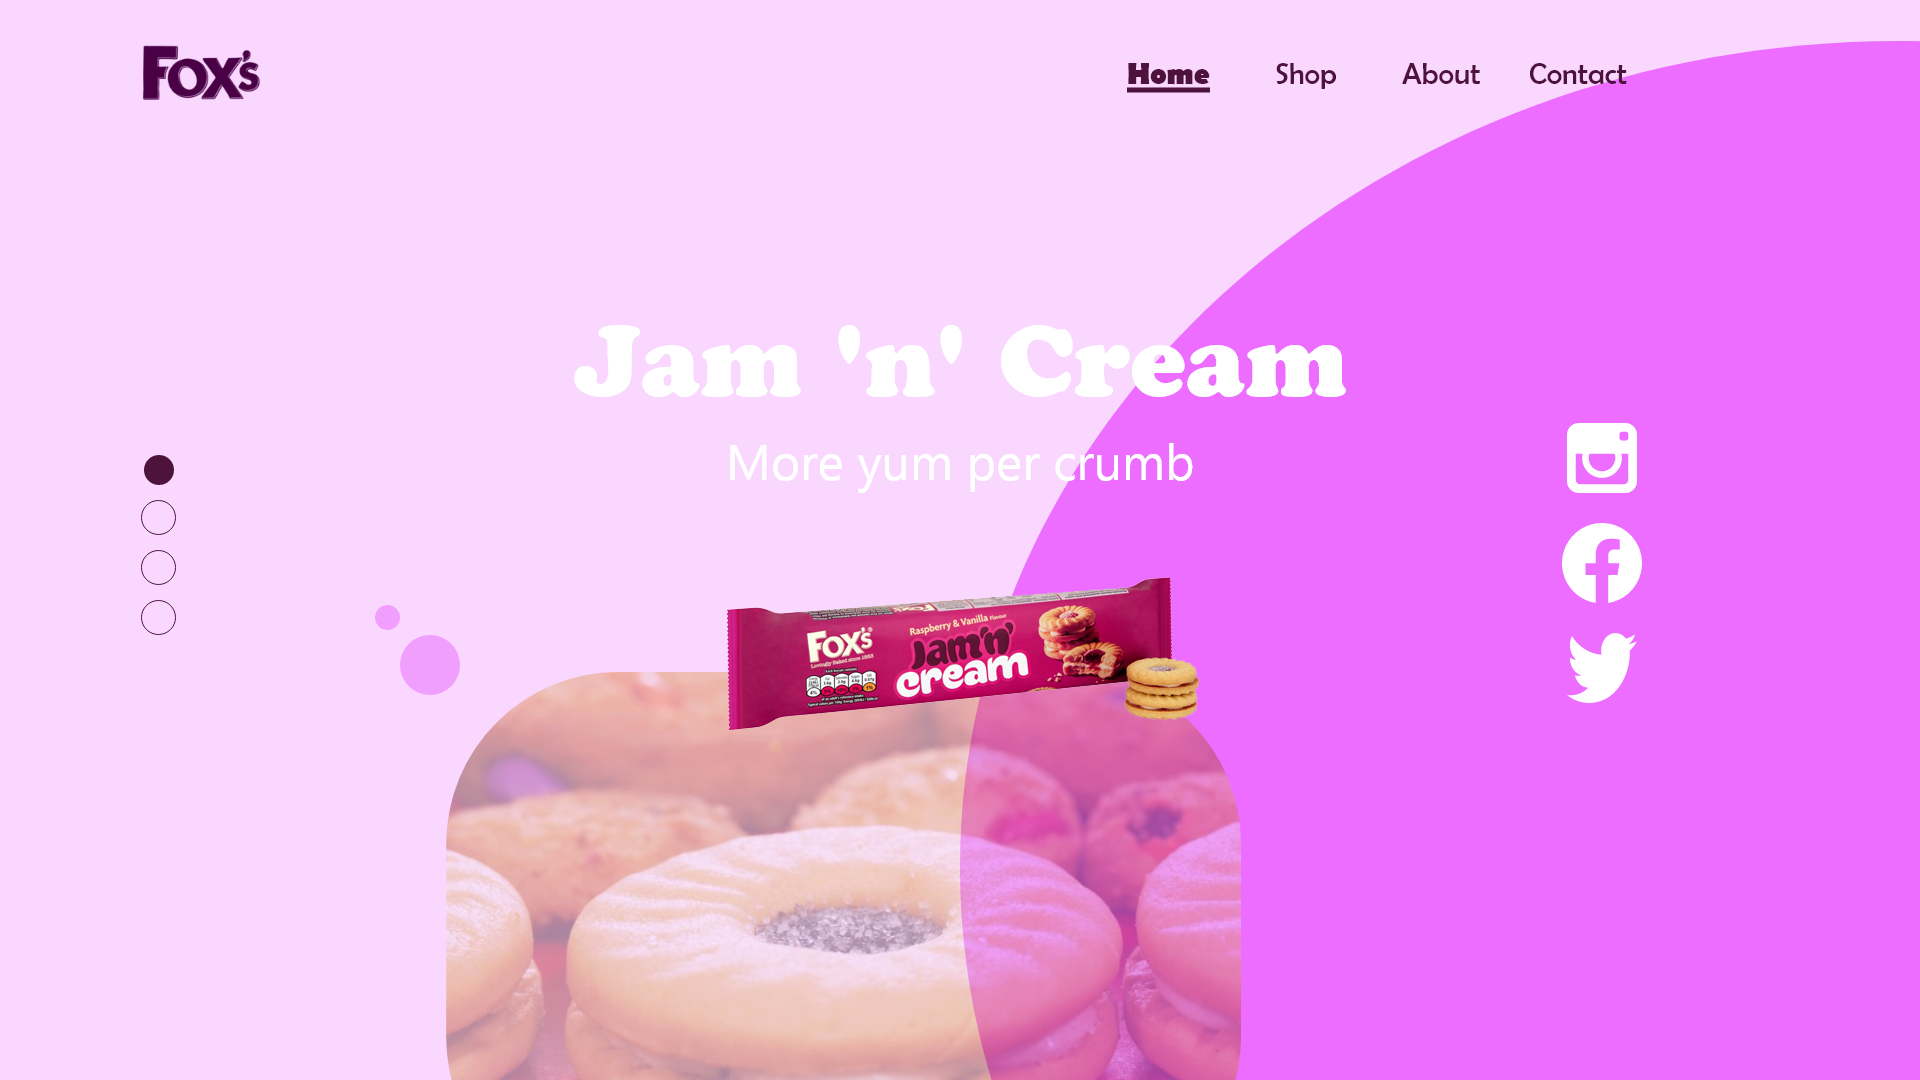 Fox's
Home
Shop
About
Contact
Jam 'n' Cream
More yum per crumb
Fox's
Lovingly Baked since 1853
Raspberry & Vanilla Flavour
Jam 'n'
cream